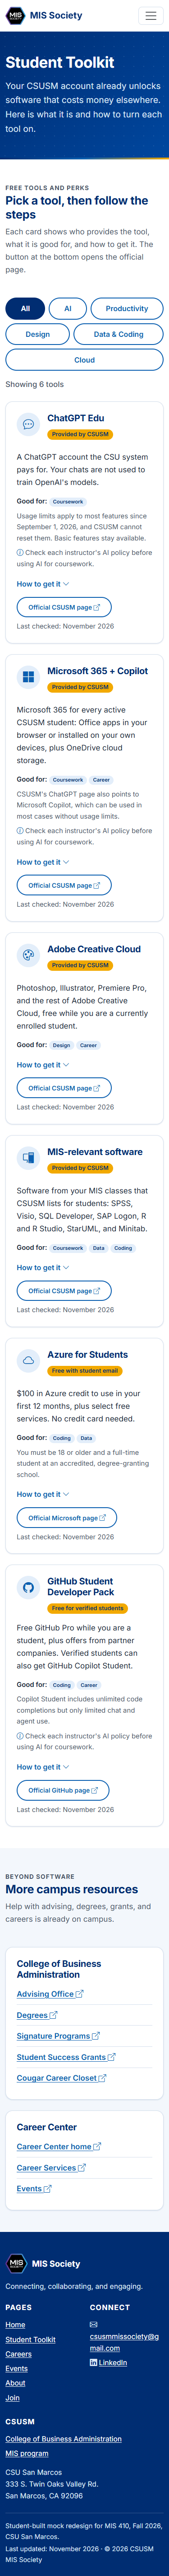 MIS Society
Student Toolkit
Your CSUSM account already unlocks
software that costs money elsewhere.
Here is what it is and how to turn each
tool on.
FREE TOOLS AND PERKS
Pick a tool, then follow the
steps
Each card shows who provides the tool,
what it is good for, and how to get it. The
button at the bottom opens the official
page.
All
AI
Productivity
Design
Data & Coding
Cloud
Showing 6 tools
ChatGPT Edu
Provided by CSUSM
A ChatGPT account the CSU system
pays for. Your chats are not used to
train OpenAI's models.
Good for: Coursework
Usage limits apply to most features since
September 1, 2026, and CSUSM cannot
reset them. Basic features stay available.
Check each instructor's AI policy before
using AI for coursework.
How to get it
Official CSUSM page
Last checked: November 2026
Microsoft 365 + Copilot
Provided by CSUSM
Microsoft 365 for every active
CSUSM student: Office apps in your
browser or installed on your own
devices, plus OneDrive cloud
storage.
Good for: Coursework Career
CSUSM's ChatGPT page also points to
Microsoft Copilot, which can be used in
most cases without usage limits.
Check each instructor's AI policy before
using AI for coursework.
How to get it
Official CSUSM page
Last checked: November 2026
Adobe Creative Cloud
Provided by CSUSM
Photoshop, Illustrator, Premiere Pro,
and the rest of Adobe Creative
Cloud, free while you are a currently
enrolled student.
Good for: Design Career
How to get it
Official CSUSM page
Last checked: November 2026
MIS-relevant software
Provided by CSUSM
Software from your MIS classes that
CSUSM lists for students: SPSS,
Visio, SQL Developer, SAP Logon, R
and R Studio, StarUML, and Minitab.
Good for: Coursework Data Coding
How to get it
Official CSUSM page
Last checked: November 2026
Azure for Students
Free with student email
$100 in Azure credit to use in your
first 12 months, plus select free
services. No credit card needed.
Good for: Coding Data
You must be 18 or older and a full-time
student at an accredited, degree-granting
school.
How to get it
Official Microsoft page
Last checked: November 2026
GitHub Student
Developer Pack
Free for verified students
Free GitHub Pro while you are a
student, plus offers from partner
companies. Verified students can
also get GitHub Copilot Student.
Good for: Coding Career
Copilot Student includes unlimited code
completions but only limited chat and
agent use.
Check each instructor's AI policy before
using AI for coursework.
How to get it
Official GitHub page
Last checked: November 2026
BEYOND SOFTWARE
More campus resources
Help with advising, degrees, grants, and
careers is already on campus.
College of Business
Administration
Advising Office
Degrees
Signature Programs
Student Success Grants
Cougar Career Closet
Career Center
Career Center home
Career Services
Events
MIS Society
Connecting, collaborating, and engaging.
PAGES
Home
Student Toolkit
Careers
Events
About
Join
CONNECT
csusmmissociety@g
mail.com
LinkedIn
CSUSM
College of Business Administration
MIS program
CSU San Marcos
333 S. Twin Oaks Valley Rd.
San Marcos, CA 92096
Student-built mock redesign for MIS 410, Fall 2026,
CSU San Marcos.
Last updated: November 2026 · © 2026 CSUSM
MIS Society